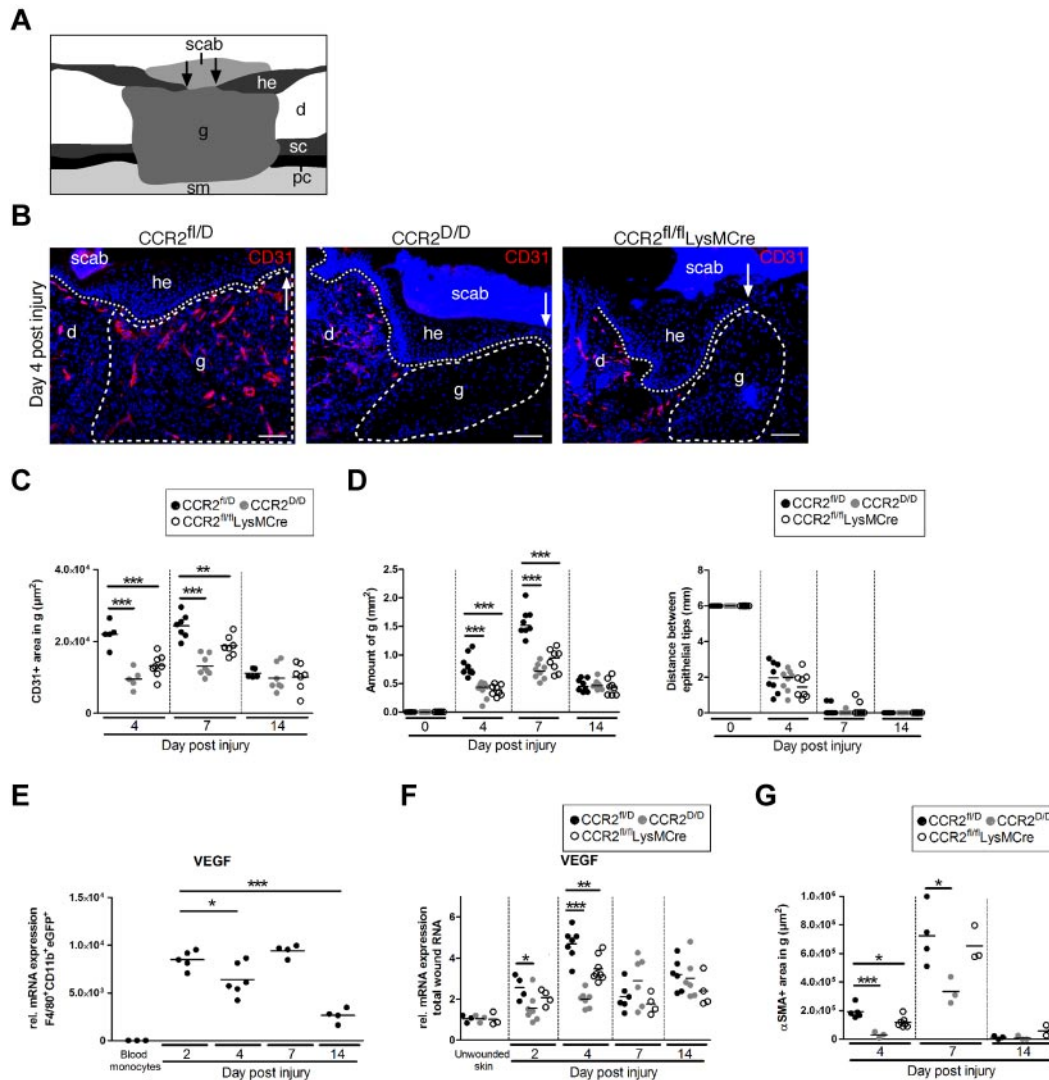 A
scab
he
d
g
sc
pc
sm
B
CCR2fl/D
CCR2D/D
CCR2fl/flLysMCre
Day 4 post injury
scab
CD31
he
d
g
CD31
scab
he
d
g
CD31
scab
he
d
g
C
● CCR2fl/D ● CCR2D/D
○ CCR2fl/flLysMCre
CD31+ area in g (µm²)
4.0×10⁴
2.0×10⁴
0
***
***
**
***
4 7 14
Day post injury
D
● CCR2fl/D ● CCR2D/D
○ CCR2fl/flLysMCre
Amount of g (mm²)
2.5
2.0
1.5
1.0
0.5
0.0
***
***
***
***
0 4 7 14
Day post injury
Distance between
epithelial tips (mm)
8
6
4
2
0
0 4 7 14
Day post injury
E
VEGF
rel. mRNA expression
F4/80⁺CD11b⁺eGFP⁺
1.5×10⁴
1.0×10⁴
5.0×10³
0.0
***
*
Blood
monocytes
2 4 7 14
Day post injury
F
● CCR2fl/D ● CCR2D/D
○ CCR2fl/flLysMCre
VEGF
rel. mRNA expression
total wound RNA
6
4
2
0
*
**
***
Unwounded
skin
2 4 7 14
Day post injury
G
● CCR2fl/D ● CCR2D/D
○ CCR2fl/flLysMCre
αSMA+ area in g (µm²)
1.0×10⁶
8.0×10⁵
6.0×10⁵
4.0×10⁵
2.0×10⁵
0.0
*
***
*
4 7 14
Day post injury